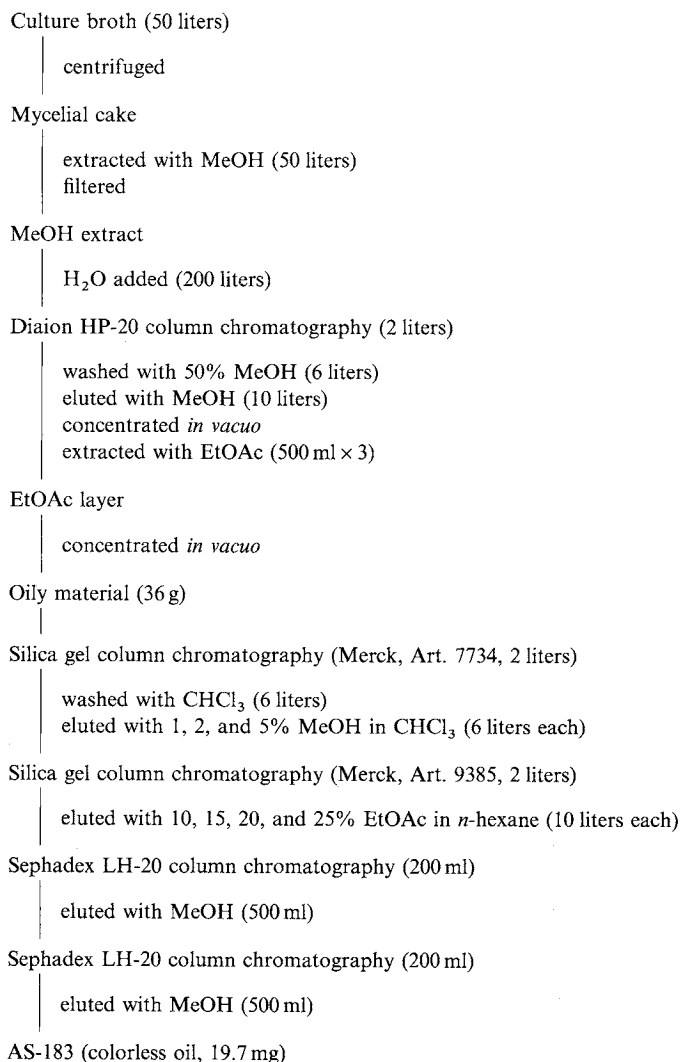 Culture broth (50 liters)
centrifuged
Mycelial cake
extracted with MeOH (50 liters)
filtered
MeOH extract
H₂O added (200 liters)
Diaion HP-20 column chromatography (2 liters)
washed with 50% MeOH (6 liters)
eluted with MeOH (10 liters)
concentrated in vacuo
extracted with EtOAc (500 ml × 3)
EtOAc layer
concentrated in vacuo
Oily material (36 g)
Silica gel column chromatography (Merck, Art. 7734, 2 liters)
washed with CHCl₃ (6 liters)
eluted with 1, 2, and 5% MeOH in CHCl₃ (6 liters each)
Silica gel column chromatography (Merck, Art. 9385, 2 liters)
eluted with 10, 15, 20, and 25% EtOAc in n-hexane (10 liters each)
Sephadex LH-20 column chromatography (200 ml)
eluted with MeOH (500 ml)
Sephadex LH-20 column chromatography (200 ml)
eluted with MeOH (500 ml)
AS-183 (colorless oil, 19.7 mg)